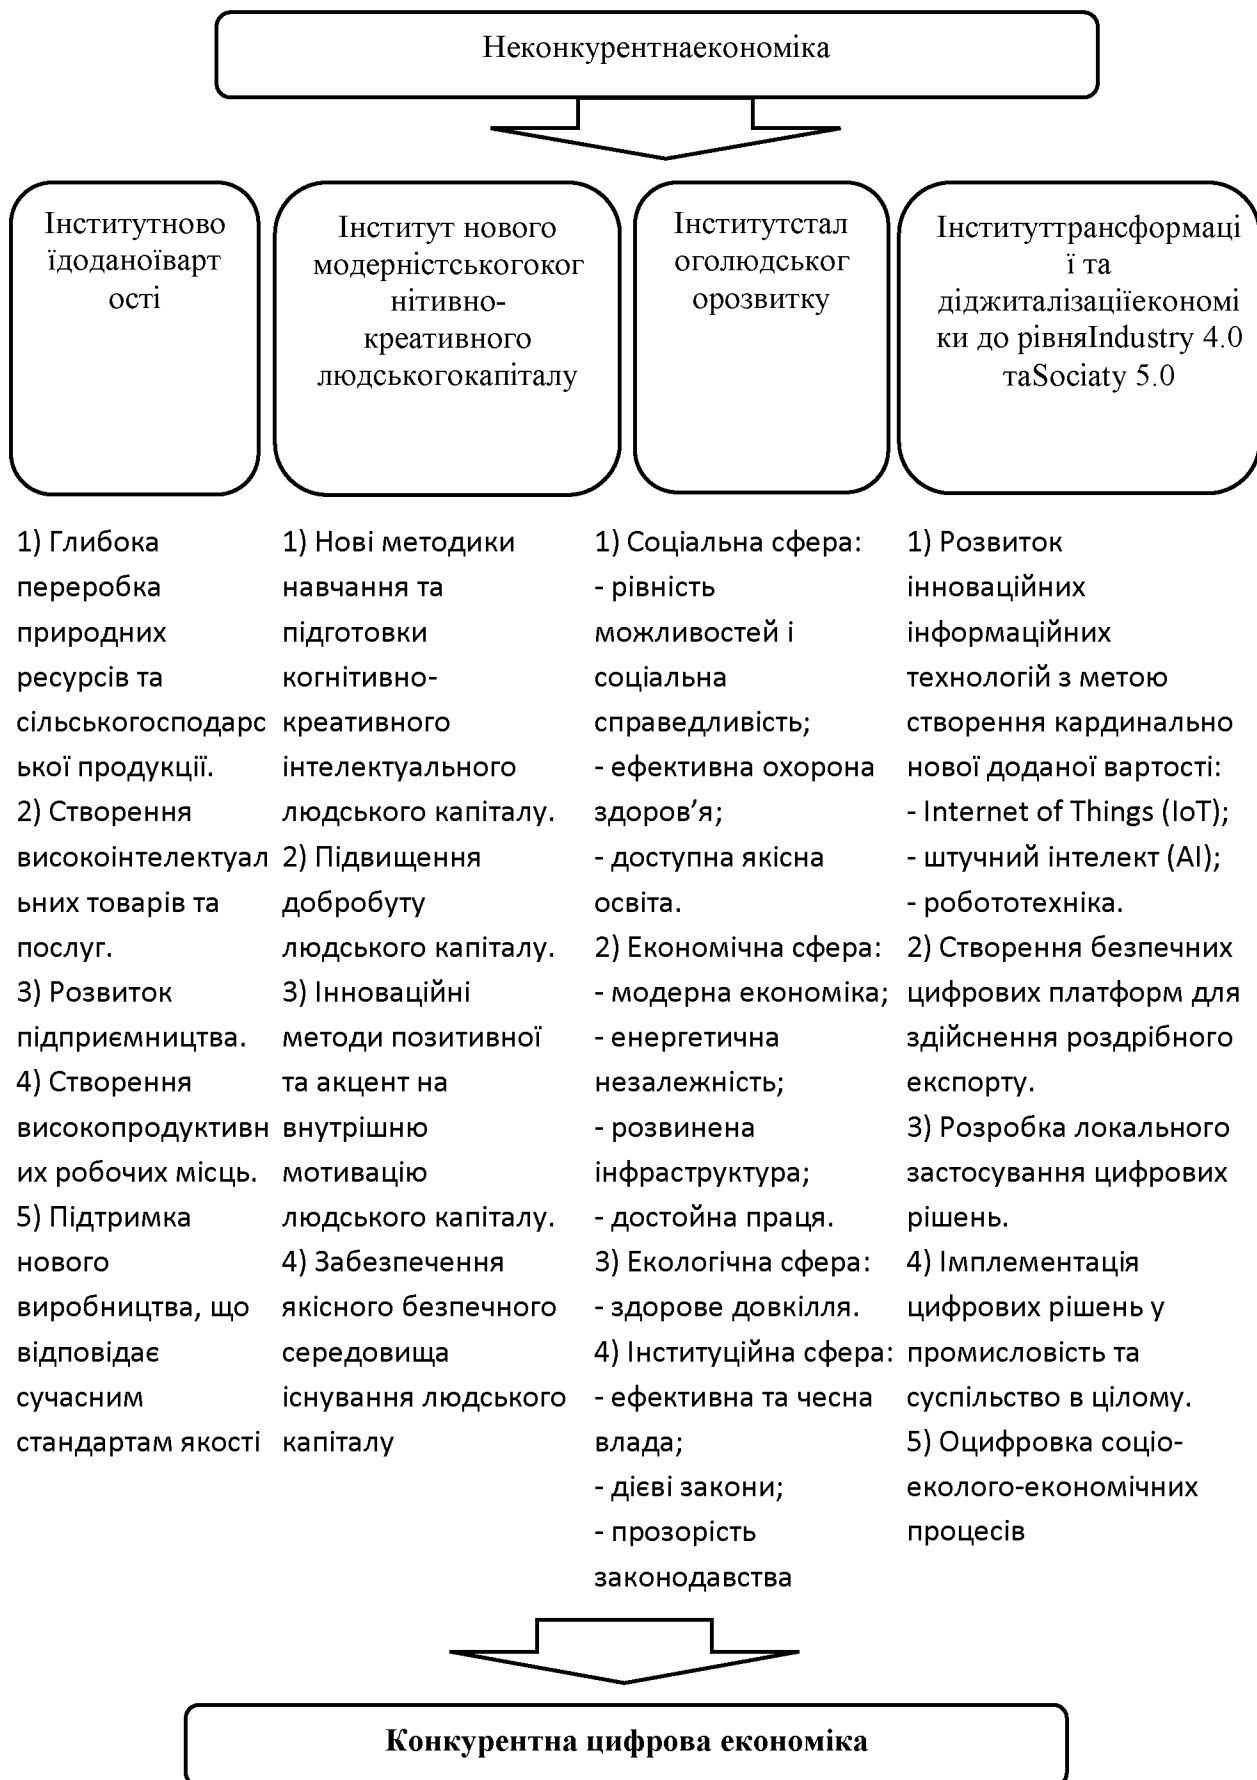 Неконкурентнаекономіка
Інститутново
їдоданоїварт
ості
Інститут нового
модерністськогоког
нітивно-
креативного
людськогокапіталу
Інститутстал
оголюдськог
орозвитку
Інституттрансформаці
ї та
діджиталізаціїекономі
ки до рівняIndustry 4.0
таSociaty 5.0
1) Глибока
переробка
природних
ресурсів та
сільськогосподарс
ької продукції.
2) Створення
високоінтелектуал
ьних товарів та
послуг.
3) Розвиток
підприємництва.
4) Створення
високопродуктивн
их робочих місць.
5) Підтримка
нового
виробництва, що
відповідає
сучасним
стандартам якості
1) Нові методики
навчання та
підготовки
когнітивно-
креативного
інтелектуального
людського капіталу.
2) Підвищення
добробуту
людського капіталу.
3) Інноваційні
методи позитивної
та акцент на
внутрішню
мотивацію
людського капіталу.
4) Забезпечення
якісного безпечного
середовища
існування людського
капіталу
1) Соціальна сфера:
- рівність
можливостей і
соціальна
справедливість;
- ефективна охорона
здоров’я;
- доступна якісна
освіта.
2) Економічна сфера:
- модерна економіка;
- енергетична
незалежність;
- розвинена
інфраструктура;
- достойна праця.
3) Екологічна сфера:
- здорове довкілля.
4) Інституційна сфера:
- ефективна та чесна
влада;
- дієві закони;
- прозорість
законодавства
1) Розвиток
інноваційних
інформаційних
технологій з метою
створення кардинально
нової доданої вартості:
- Internet of Things (IoT);
- штучний інтелект (AI);
- робототехніка.
2) Створення безпечних
цифрових платформ для
здійснення роздрібного
експорту.
3) Розробка локального
застосування цифрових
рішень.
4) Імплементація
цифрових рішень у
промисловість та
суспільство в цілому.
5) Оцифровка соціо-
еколого-економічних
процесів
Конкурентна цифрова економіка